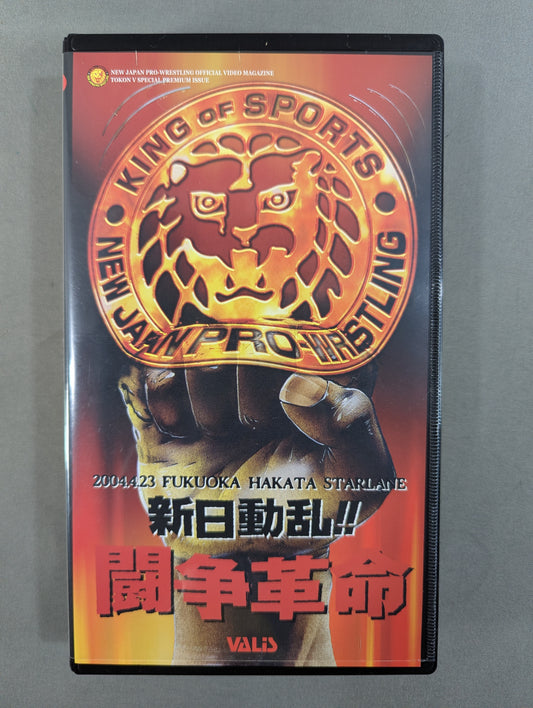 NEW JAPAN PRO-WRESTLING OFFICIAL VIDEO MAGAZINE
TOKON V SPECIAL PREMIUM ISSUE
KING OF SPORTS
NEW JAPAN PRO-WRESTLING
2004.4.23 FUKUOKA HAKATA STARLANE
新日動乱!!
闘争革命
VALiS